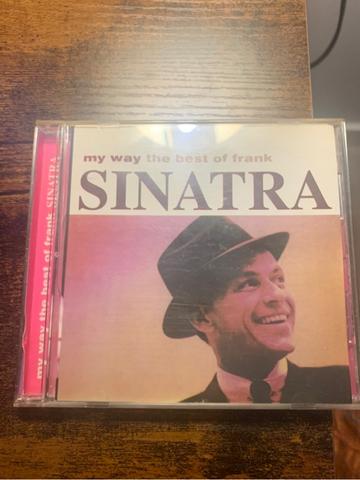 my way the best of frank
SINATRA
my way the best of frank SINATRA